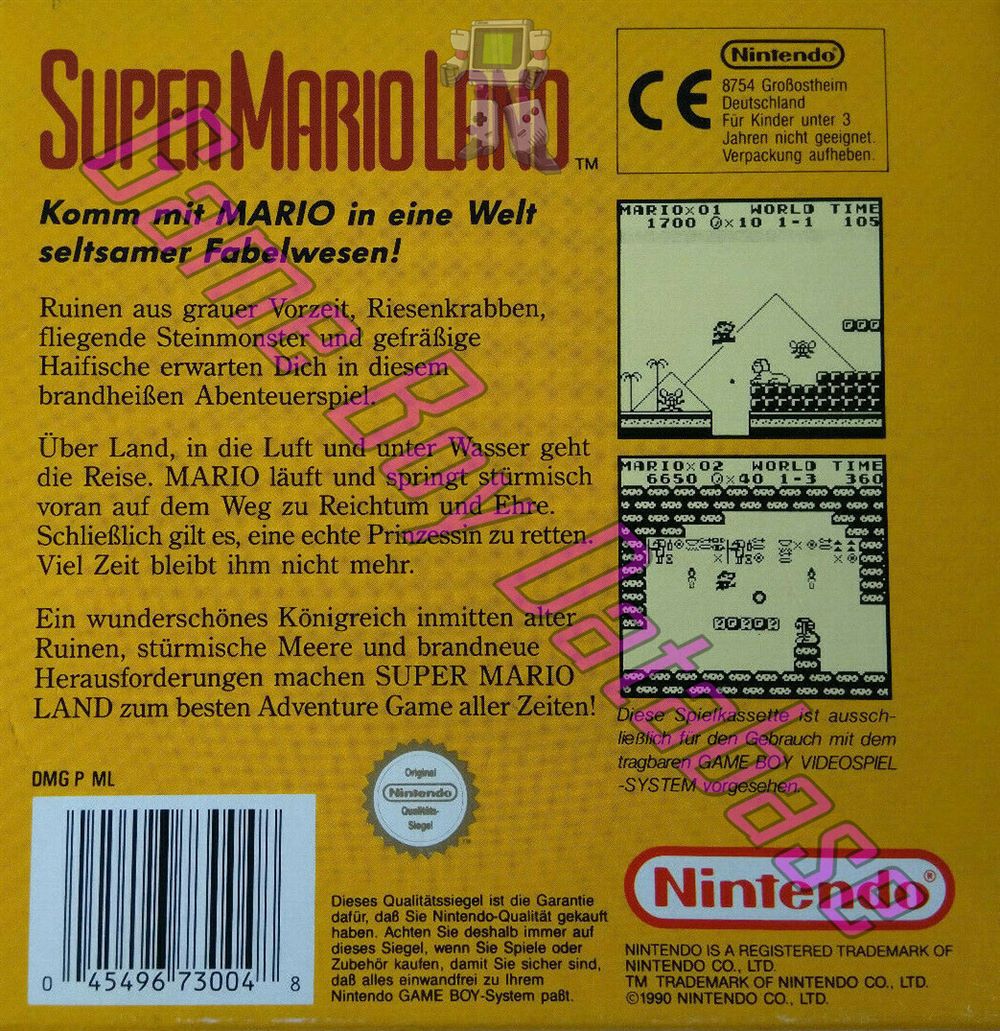 SUPER MARIO LAND™
Komm mit MARIO in eine Welt
seltsamer Fabelwesen!
Ruinen aus grauer Vorzeit, Riesenkrabben,
fliegende Steinmonster und gefräßige
Haifische erwarten Dich in diesem
brandheißen Abenteuerspiel.
Über Land, in die Luft und unter Wasser geht
die Reise. MARIO läuft und springt stürmisch
voran auf dem Weg zu Reichtum und Ehre.
Schließlich gilt es, eine echte Prinzessin zu retten.
Viel Zeit bleibt ihm nicht mehr.
Ein wunderschönes Königreich inmitten alter
Ruinen, stürmische Meere und brandneue
Herausforderungen machen SUPER MARIO
LAND zum besten Adventure Game aller Zeiten!
DMG P ML
0 45496 73004 8
Original
Nintendo
Qualitäts-
Siegel
TM
Dieses Qualitätssiegel ist die Garantie
dafür, daß Sie Nintendo-Qualität gekauft
haben. Achten Sie deshalb immer auf
dieses Siegel, wenn Sie Spiele oder
Zubehör kaufen, damit Sie sicher sind,
daß alles einwandfrei zu Ihrem
Nintendo GAME BOY-System paßt.
CE
Nintendo®
8754 Großostheim
Deutschland
Für Kinder unter 3
Jahren nicht geeignet.
Verpackung aufheben.
MARIO×01 WORLD TIME
1700 ×10 1-1 105
MARIO×02 WORLD TIME
6650 ×40 1-3 360
Diese Spielkassette ist aussch-
ließlich für den Gebrauch mit dem
tragbaren GAME BOY VIDEOSPIEL
-SYSTEM vorgesehen.
Nintendo®
NINTENDO IS A REGISTERED TRADEMARK OF
NINTENDO CO., LTD.
TM TRADEMARK OF NINTENDO CO., LTD.
©1990 NINTENDO CO., LTD.
Game Boy Database